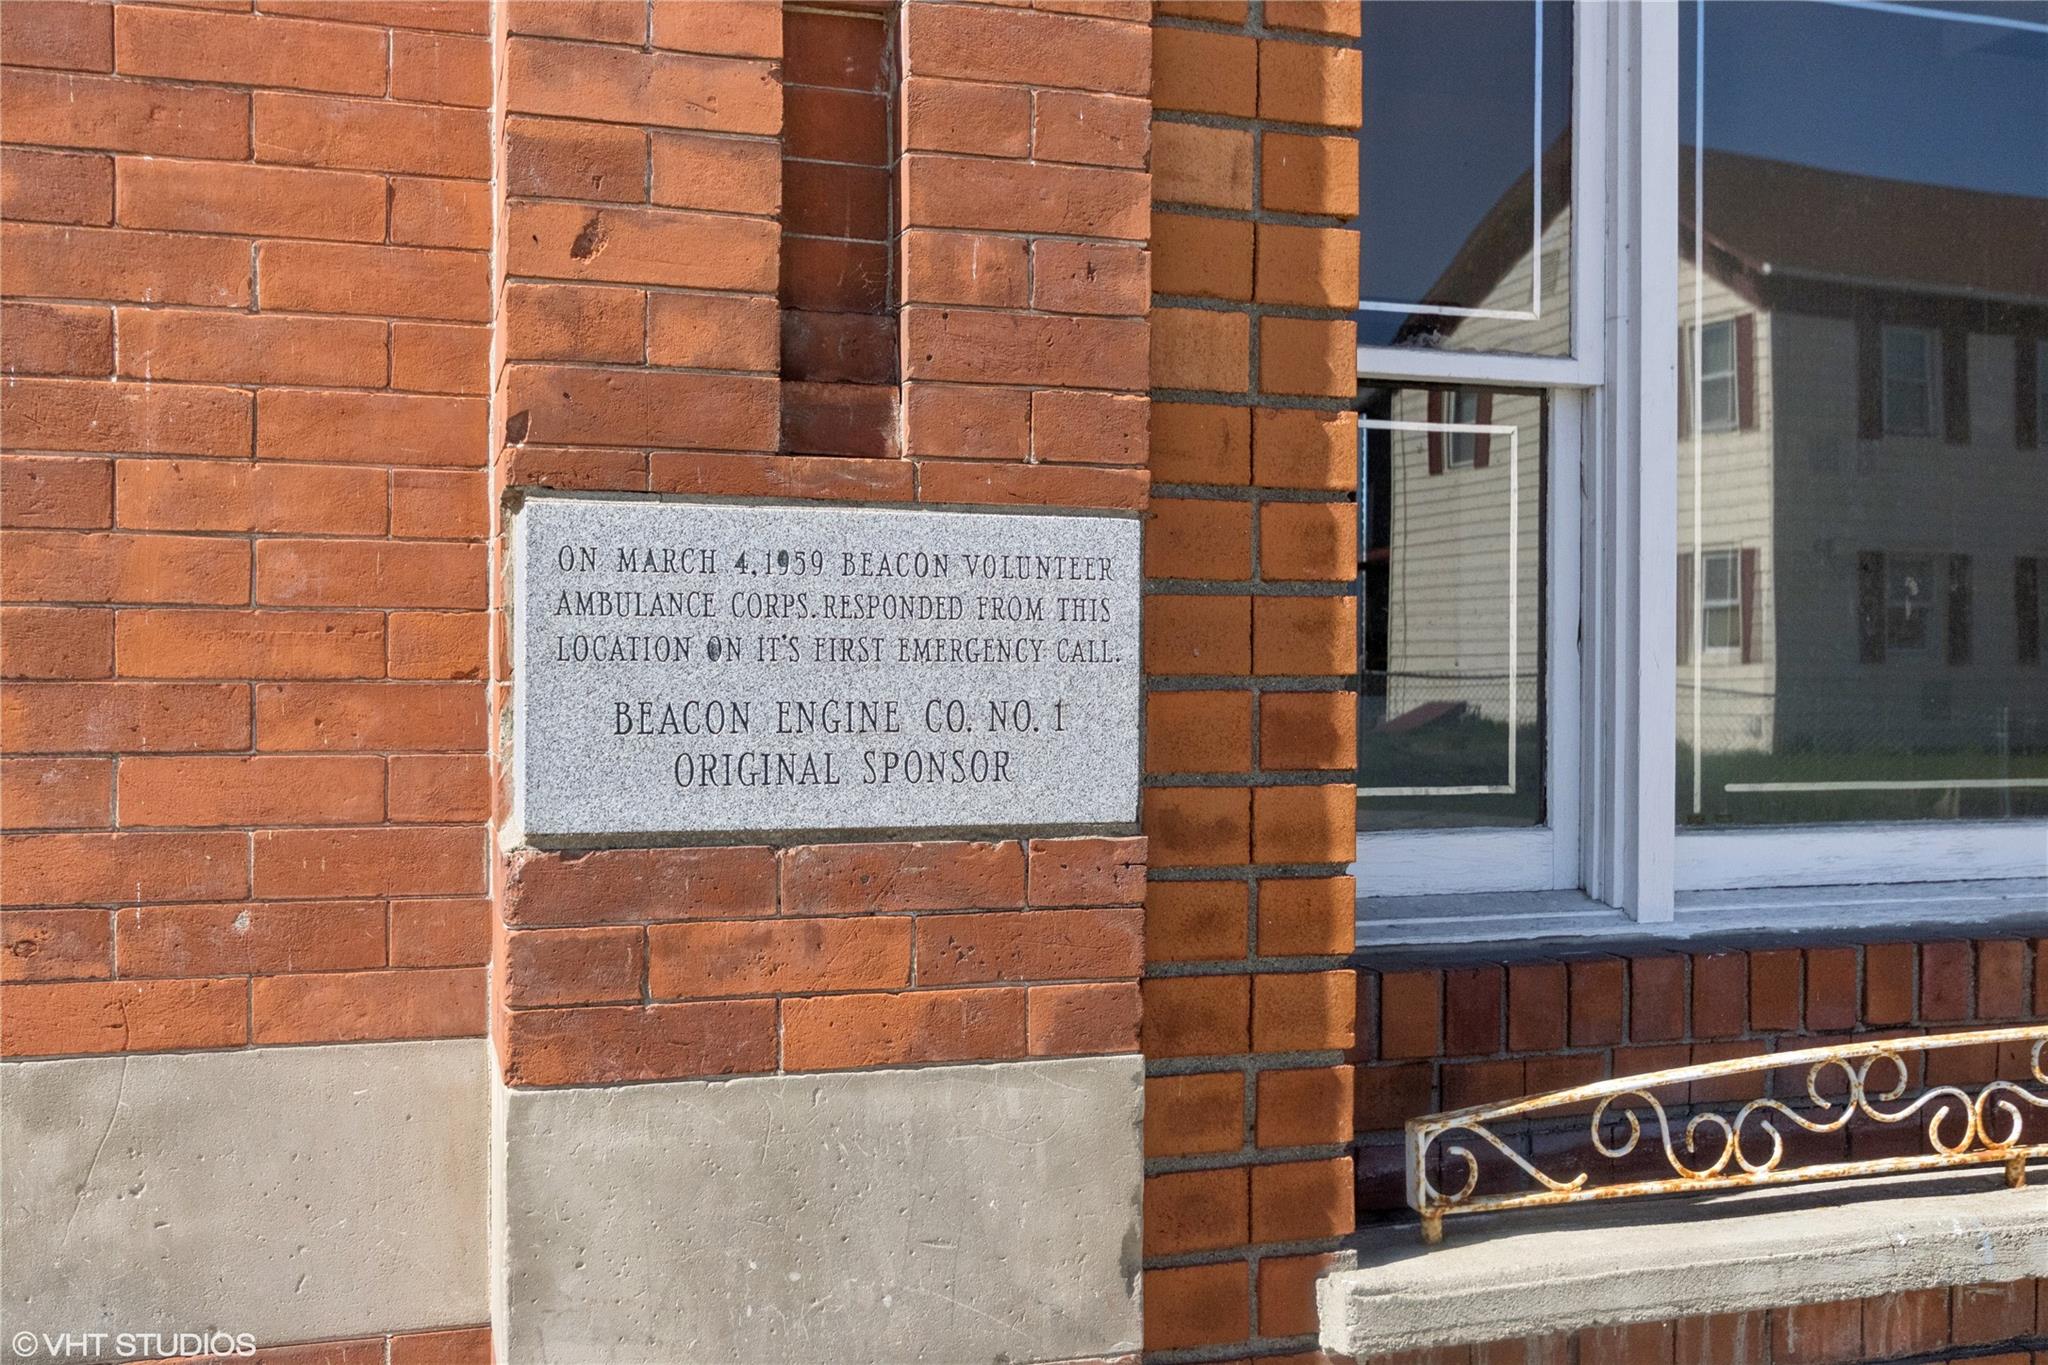 ON MARCH 4, 1959 BEACON VOLUNTEER
AMBULANCE CORPS. RESPONDED FROM THIS
LOCATION ON IT'S FIRST EMERGENCY CALL.
BEACON ENGINE CO. NO. 1
ORIGINAL SPONSOR
© VHT STUDIOS